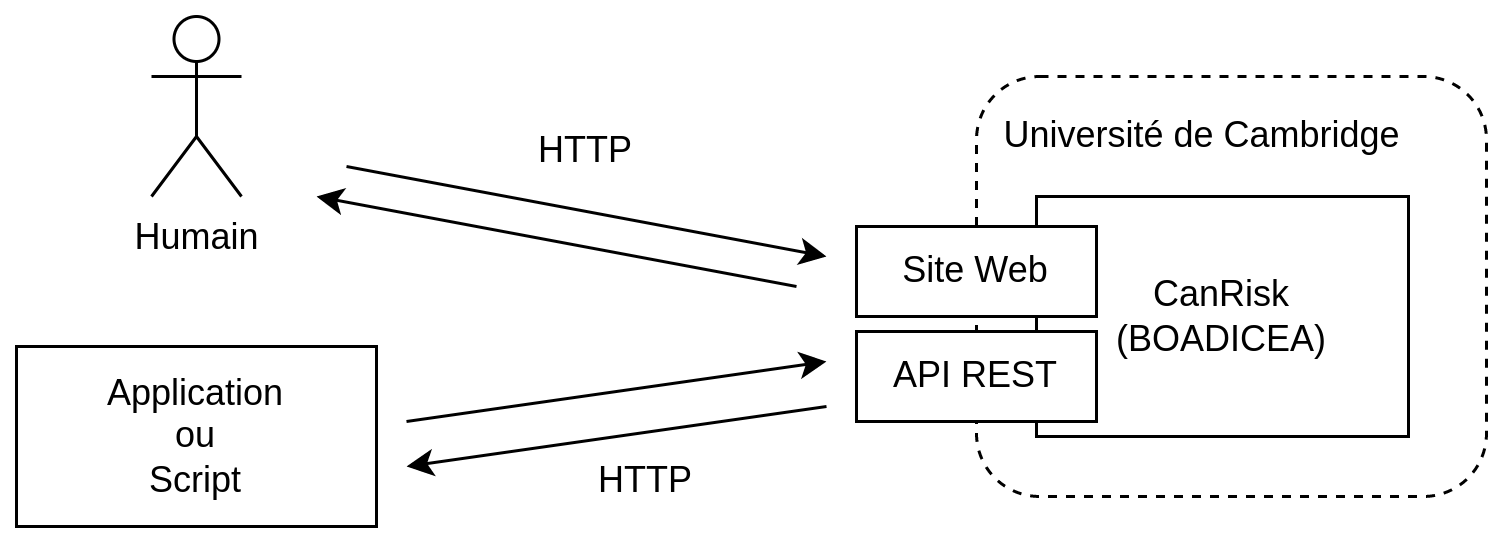 HTTP
Université de Cambridge
Humain
Site Web
CanRisk
(BOADICEA)
API REST
Application
ou
Script
HTTP